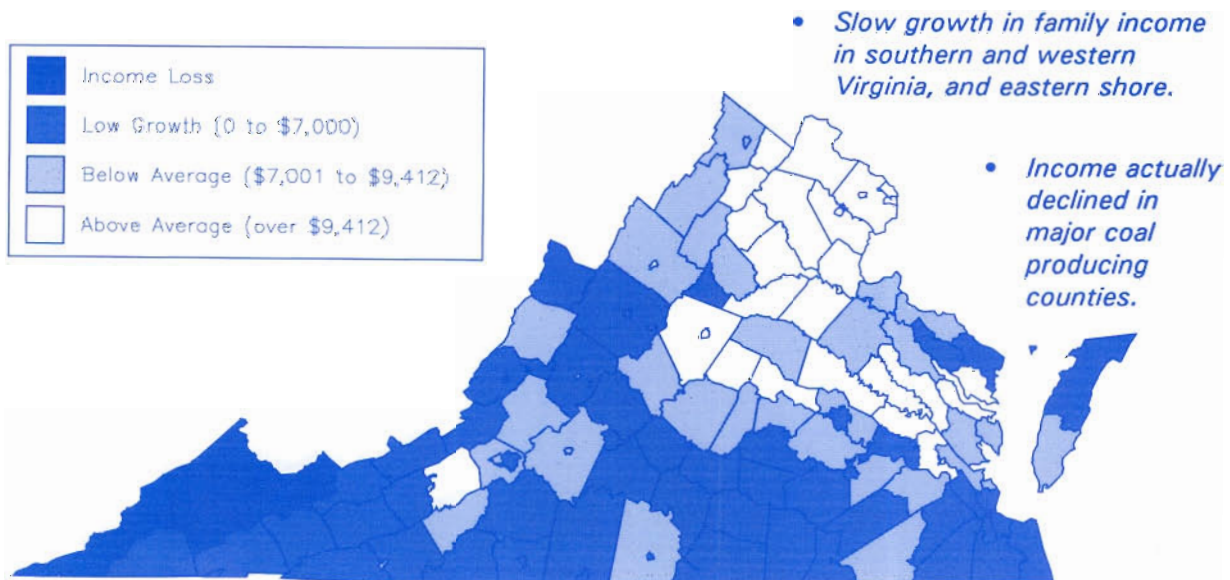 Income Loss
Low Growth (0 to $7,000)
Below Average ($7,001 to $9,412)
Above Average (over $9,412)
• Slow growth in family income
in southern and western
Virginia, and eastern shore.
• Income actually
declined in
major coal
producing
counties.